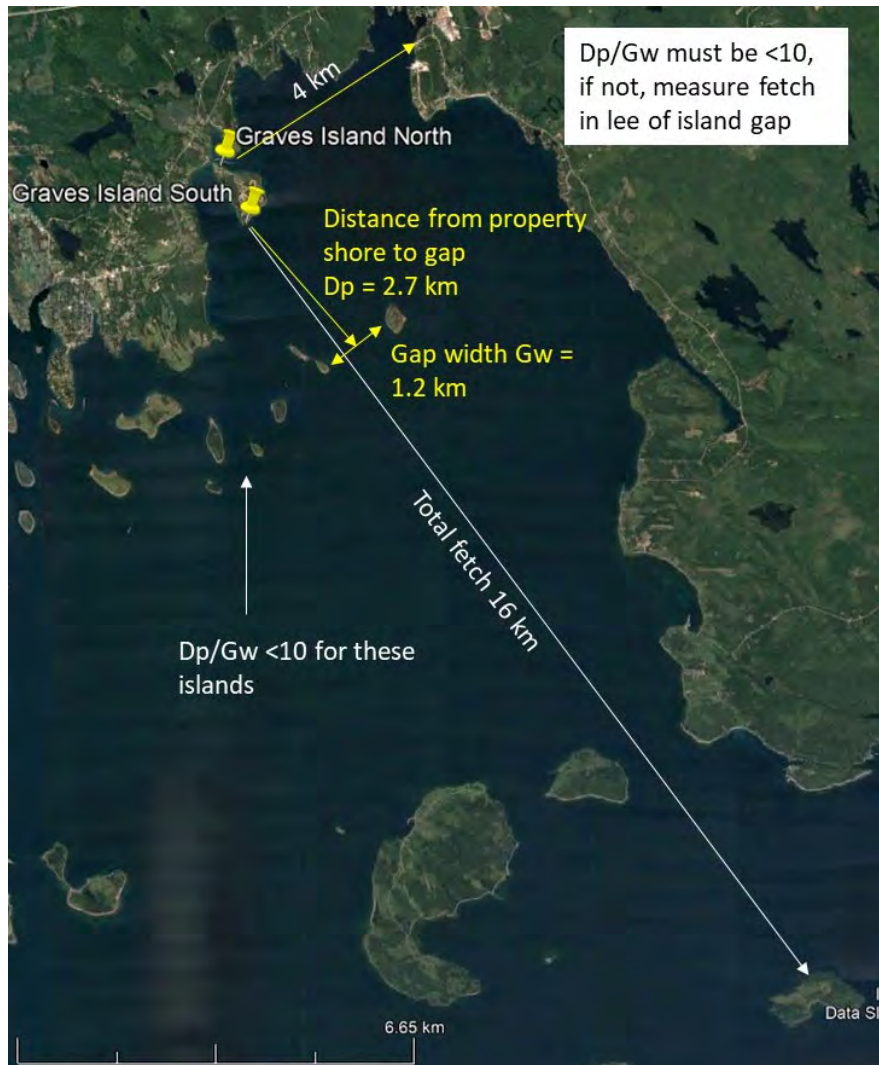 Dp/Gw must be <10,
if not, measure fetch
in lee of island gap
4 km
Graves Island North
Graves Island South
Distance from property
shore to gap
Dp = 2.7 km
Gap width Gw =
1.2 km
Total fetch 16 km
Dp/Gw <10 for these
islands
6.65 km
Data SI